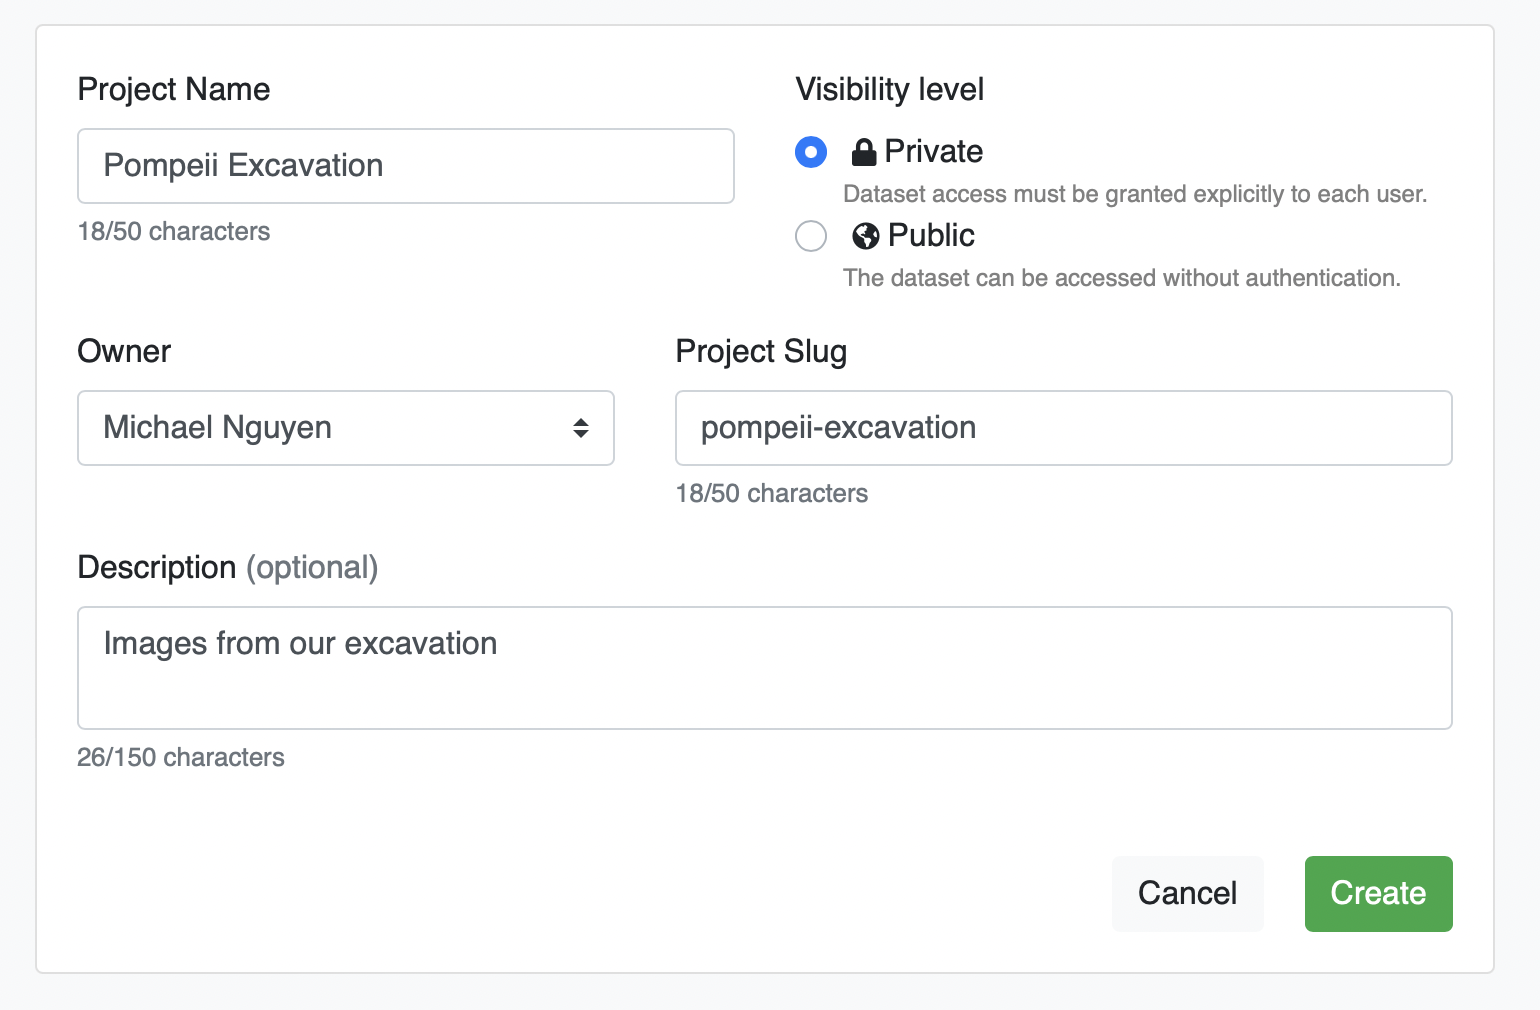 Project Name
Pompeii Excavation
18/50 characters
Visibility level
Private
Dataset access must be granted explicitly to each user.
Public
The dataset can be accessed without authentication.
Owner
Michael Nguyen
Project Slug
pompeii-excavation
18/50 characters
Description (optional)
Images from our excavation
26/150 characters
Cancel
Create